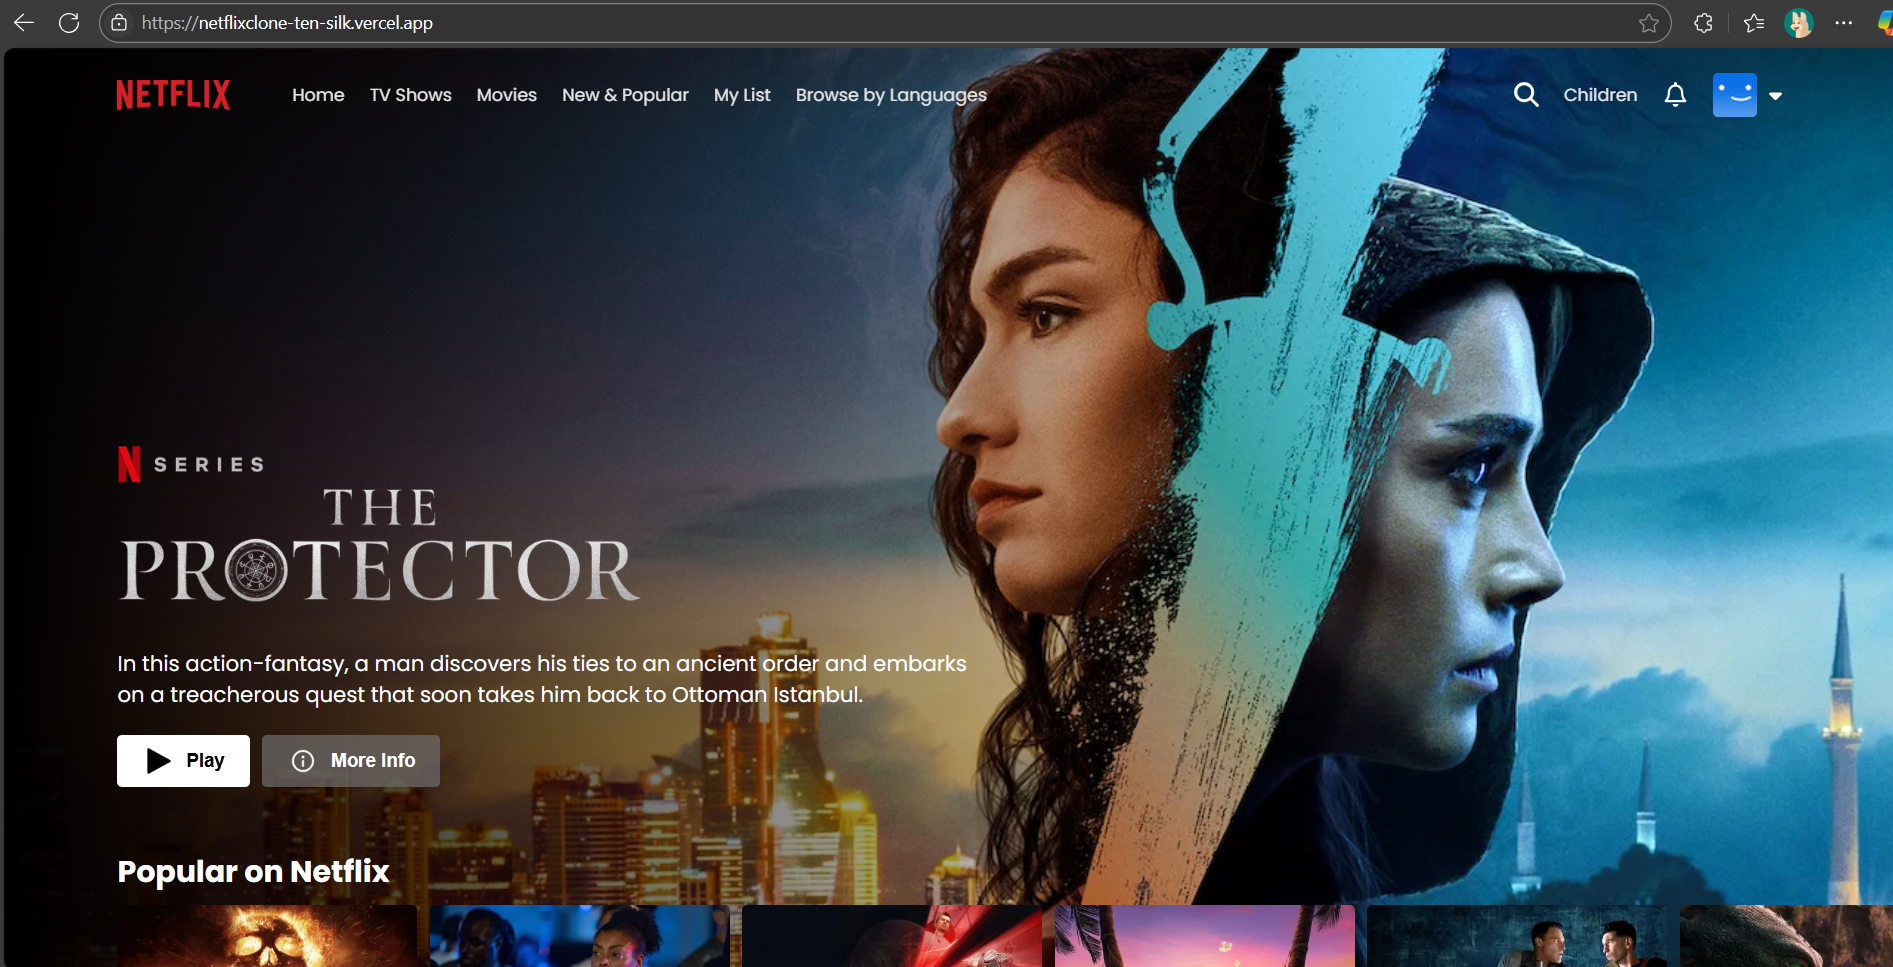 https://netflixclone-ten-silk.vercel.app
NETFLIX Home TV Shows Movies New & Popular My List Browse by Languages Children
N SERIES
THE
PROTECTOR
In this action-fantasy, a man discovers his ties to an ancient order and embarks
on a treacherous quest that soon takes him back to Ottoman Istanbul.
Play More Info
Popular on Netflix